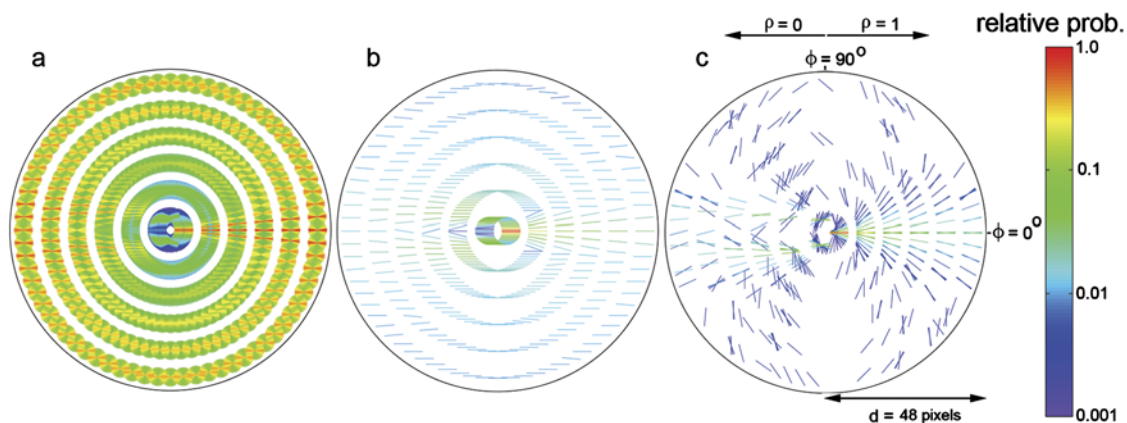 a
b
c
ρ = 0
ρ = 1
ϕ = 90°
ϕ = 0°
d = 48 pixels
relative prob.
1.0
0.1
0.01
0.001